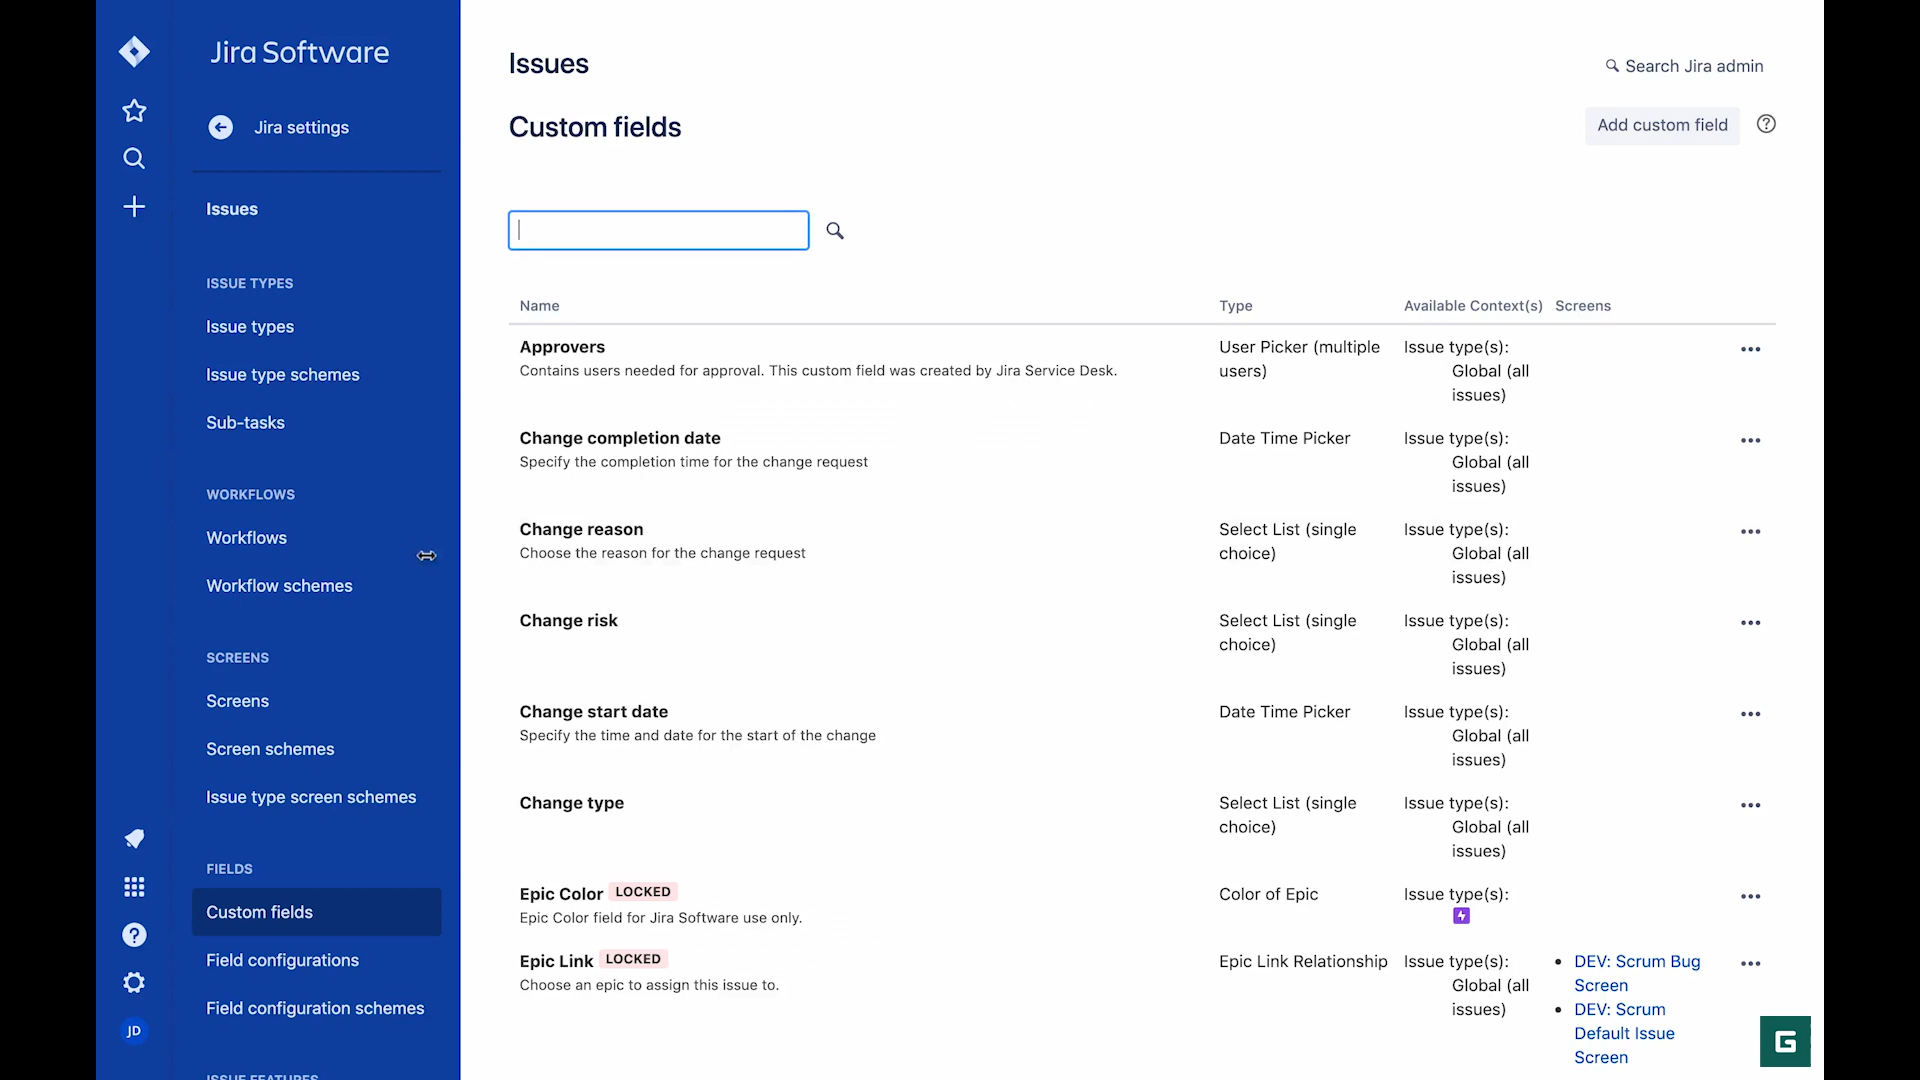 Jira Software
Jira settings
Issues
ISSUE TYPES
Issue types
Issue type schemes
Sub-tasks
WORKFLOWS
Workflows
Workflow schemes
SCREENS
Screens
Screen schemes
Issue type screen schemes
FIELDS
Custom fields
Field configurations
Field configuration schemes
ISSUE FEATURES
JD
Issues
Search Jira admin
Custom fields
Add custom field
Name Type Available Context(s) Screens
Approvers User Picker (multiple Issue type(s):
Contains users needed for approval. This custom field was created by Jira Service Desk. users) Global (all
issues)
Change completion date Date Time Picker Issue type(s):
Specify the completion time for the change request Global (all
issues)
Change reason Select List (single Issue type(s):
Choose the reason for the change request choice) Global (all
issues)
Change risk Select List (single Issue type(s):
choice) Global (all
issues)
Change start date Date Time Picker Issue type(s):
Specify the time and date for the start of the change Global (all
issues)
Change type Select List (single Issue type(s):
choice) Global (all
issues)
Epic Color LOCKED Color of Epic Issue type(s):
Epic Color field for Jira Software use only.
Epic Link LOCKED Epic Link Relationship Issue type(s): • DEV: Scrum Bug
Choose an epic to assign this issue to. Global (all Screen
issues) • DEV: Scrum
Default Issue
Screen
G